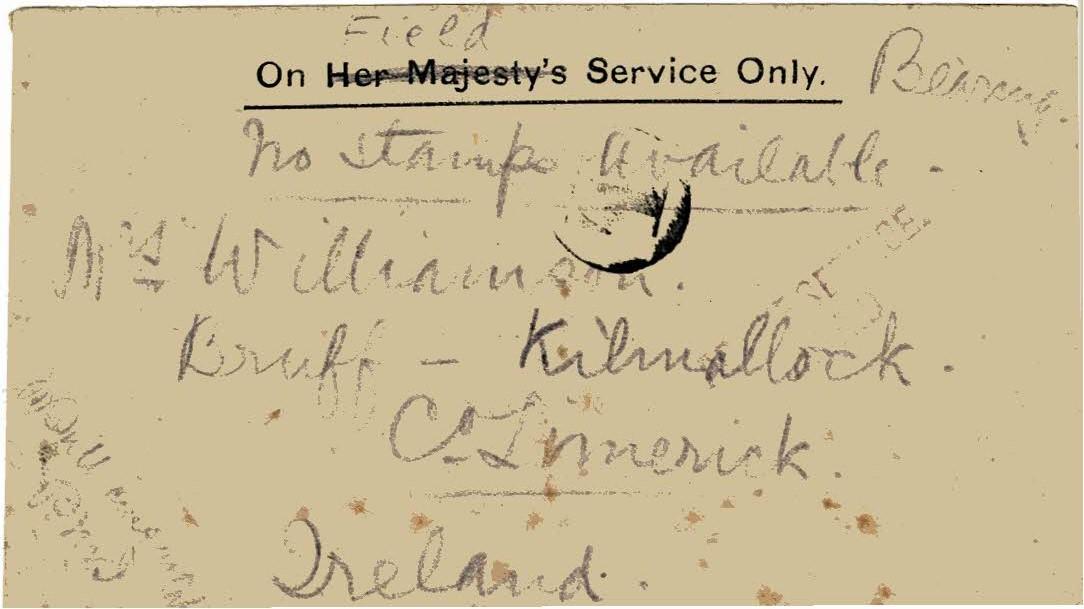 Field
On Her Majesty's Service Only.
Bearing.
No Stamps Available -
Mrs Williamson.
Bruff - Kilmallock.
Co Limerick.
Ireland.